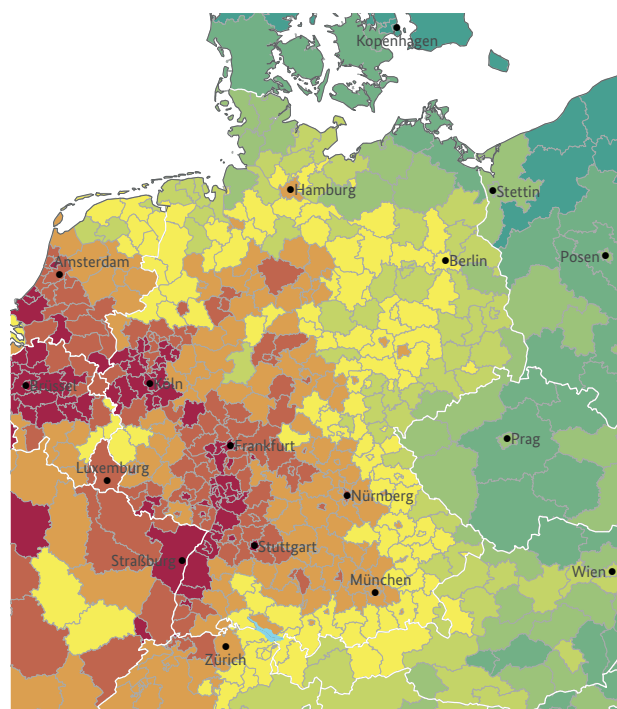 Kopenhagen
Hamburg
Stettin
Amsterdam
Berlin
Posen
Brüssel
Köln
Prag
Frankfurt
Luxemburg
Nürnberg
Straßburg
Stuttgart
Wien
München
Zürich